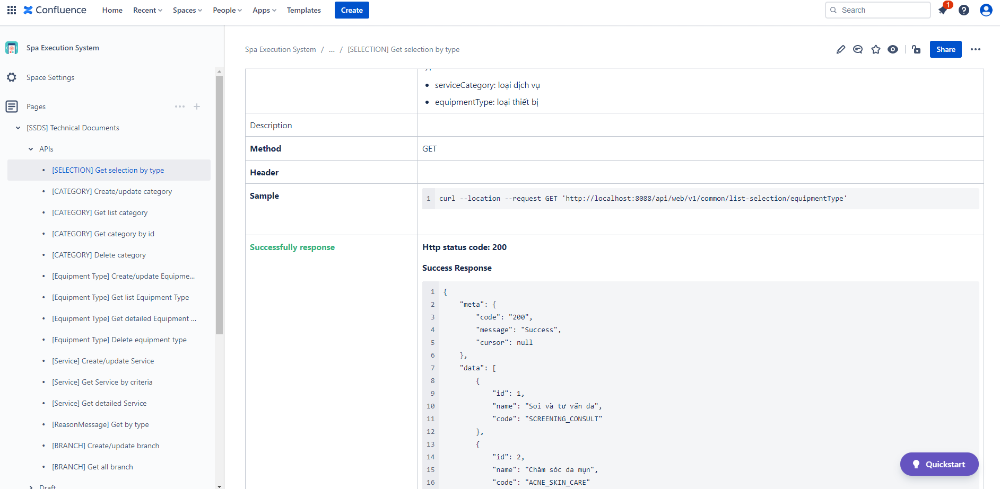 Confluence Home Recent Spaces People Apps Templates Create Search 1
Spa Execution System
Space Settings
Pages
[SSDS] Technical Documents
APIs
[SELECTION] Get selection by type
[CATEGORY] Create/update category
[CATEGORY] Get list category
[CATEGORY] Get category by id
[CATEGORY] Delete category
[Equipment Type] Create/update Equipme...
[Equipment Type] Get list Equipment Type
[Equipment Type] Get detailed Equipment ...
[Equipment Type] Delete equipment type
[Service] Create/update Service
[Service] Get Service by criteria
[Service] Get detailed Service
[ReasonMessage] Get by type
[BRANCH] Create/update branch
[BRANCH] Get all branch
Draft
Spa Execution System / ... / [SELECTION] Get selection by type
Share
• serviceCategory: loại dịch vụ
• equipmentType: loại thiết bị
Description
Method GET
Header
Sample
1 curl --location --request GET 'http://localhost:8088/api/web/v1/common/list-selection/equipmentType'
Successfully response
Http status code: 200
Success Response
1 {
2 "meta": {
3 "code": "200",
4 "message": "Success",
5 "cursor": null
6 },
7 "data": [
8 {
9 "id": 1,
10 "name": "Soi và tư vấn da",
11 "code": "SCREENING_CONSULT"
12 },
13 {
14 "id": 2,
15 "name": "Chăm sóc da mụn",
16 "code": "ACNE_SKIN_CARE"
Quickstart